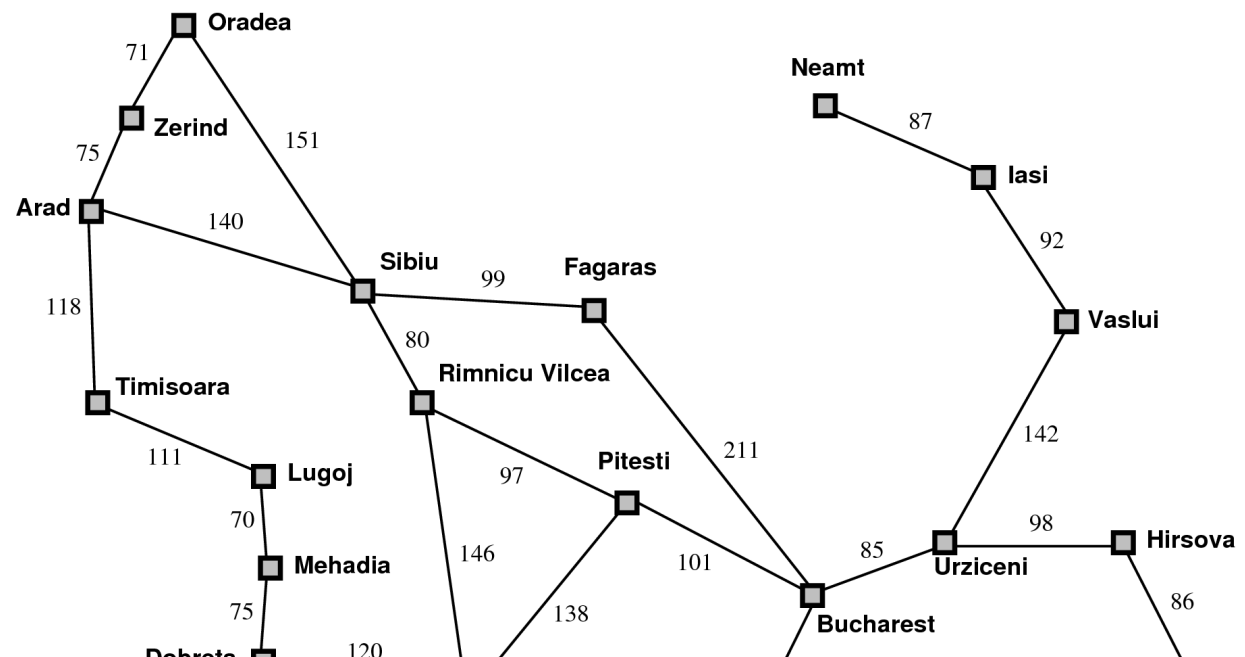 Oradea
71
Neamt
87
Zerind
151
75
Iasi
Arad
140
92
Sibiu
Fagaras
99
118
Vaslui
80
Rimnicu Vilcea
Timisoara
142
211
111
Lugoj
97
Pitesti
70
98
Hirsova
146
85
Urziceni
Mehadia
101
86
75
138
Bucharest
Dobreta
120